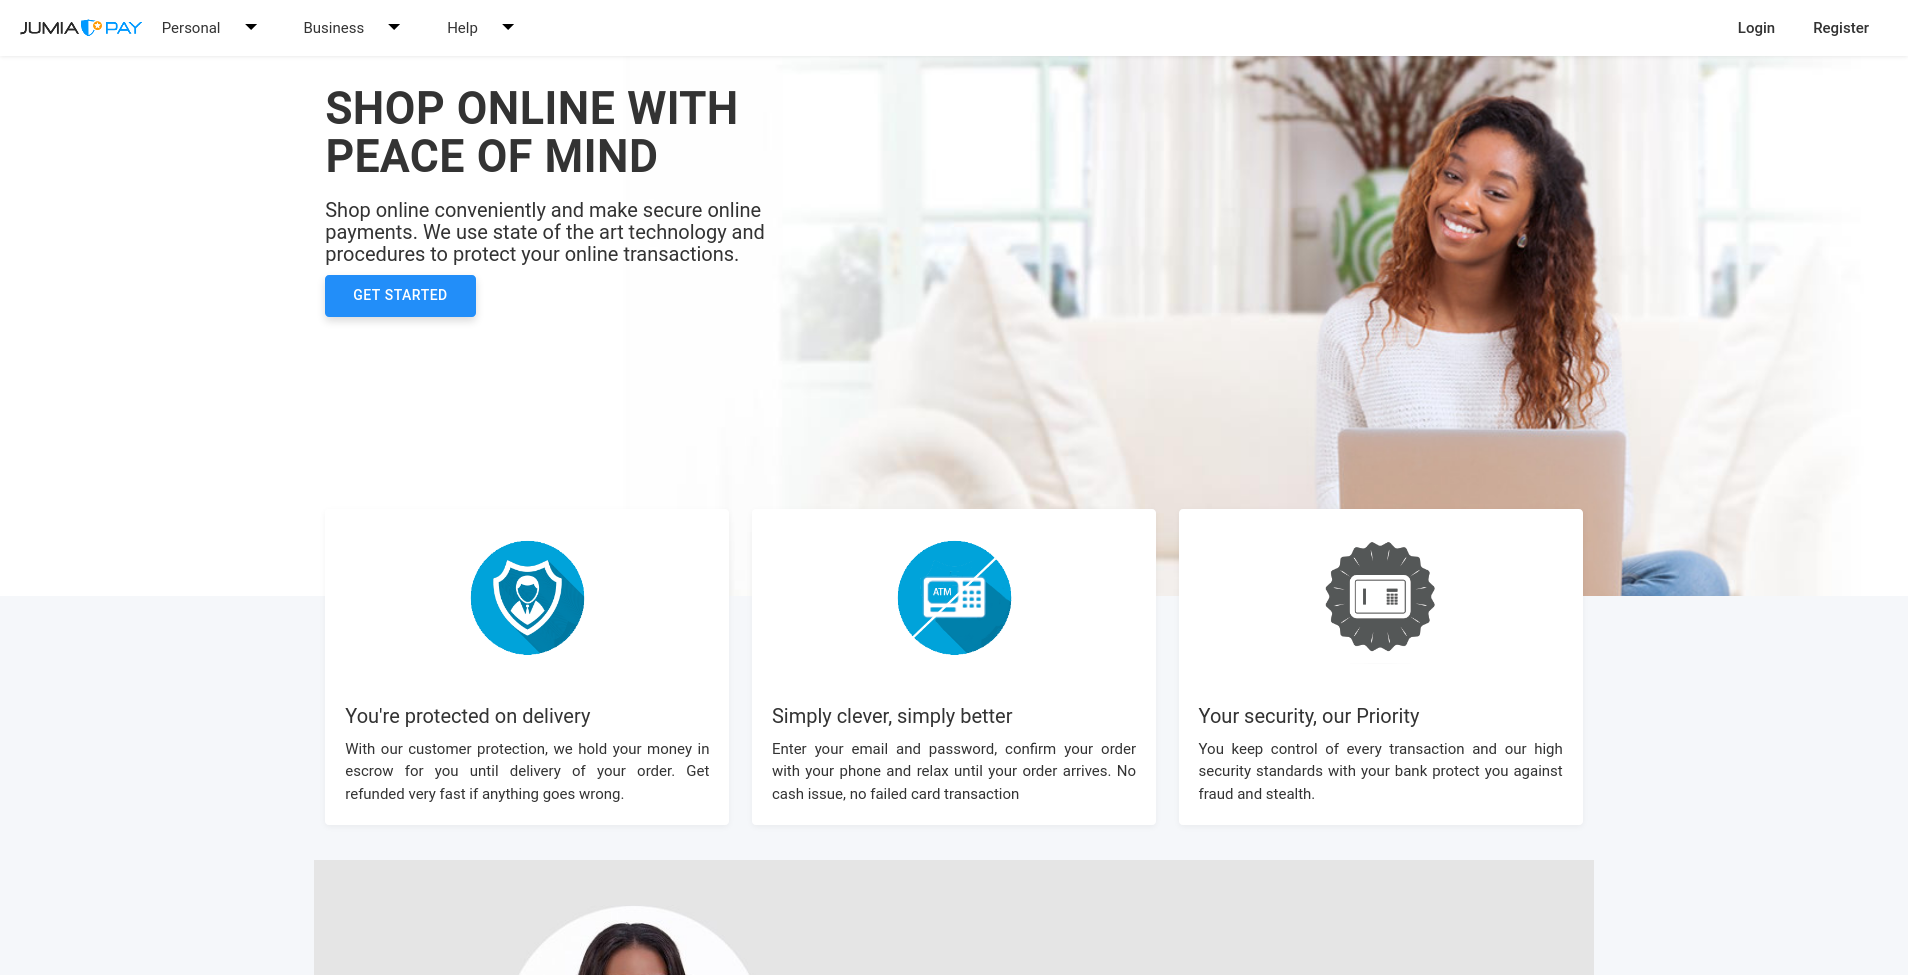 JUMIA PAY Personal Business Help Login Register
SHOP ONLINE WITH
PEACE OF MIND
Shop online conveniently and make secure online
payments. We use state of the art technology and
procedures to protect your online transactions.
GET STARTED
ATM
You're protected on delivery
With our customer protection, we hold your money in
escrow for you until delivery of your order. Get
refunded very fast if anything goes wrong.
Simply clever, simply better
Enter your email and password, confirm your order
with your phone and relax until your order arrives. No
cash issue, no failed card transaction
Your security, our Priority
You keep control of every transaction and our high
security standards with your bank protect you against
fraud and stealth.